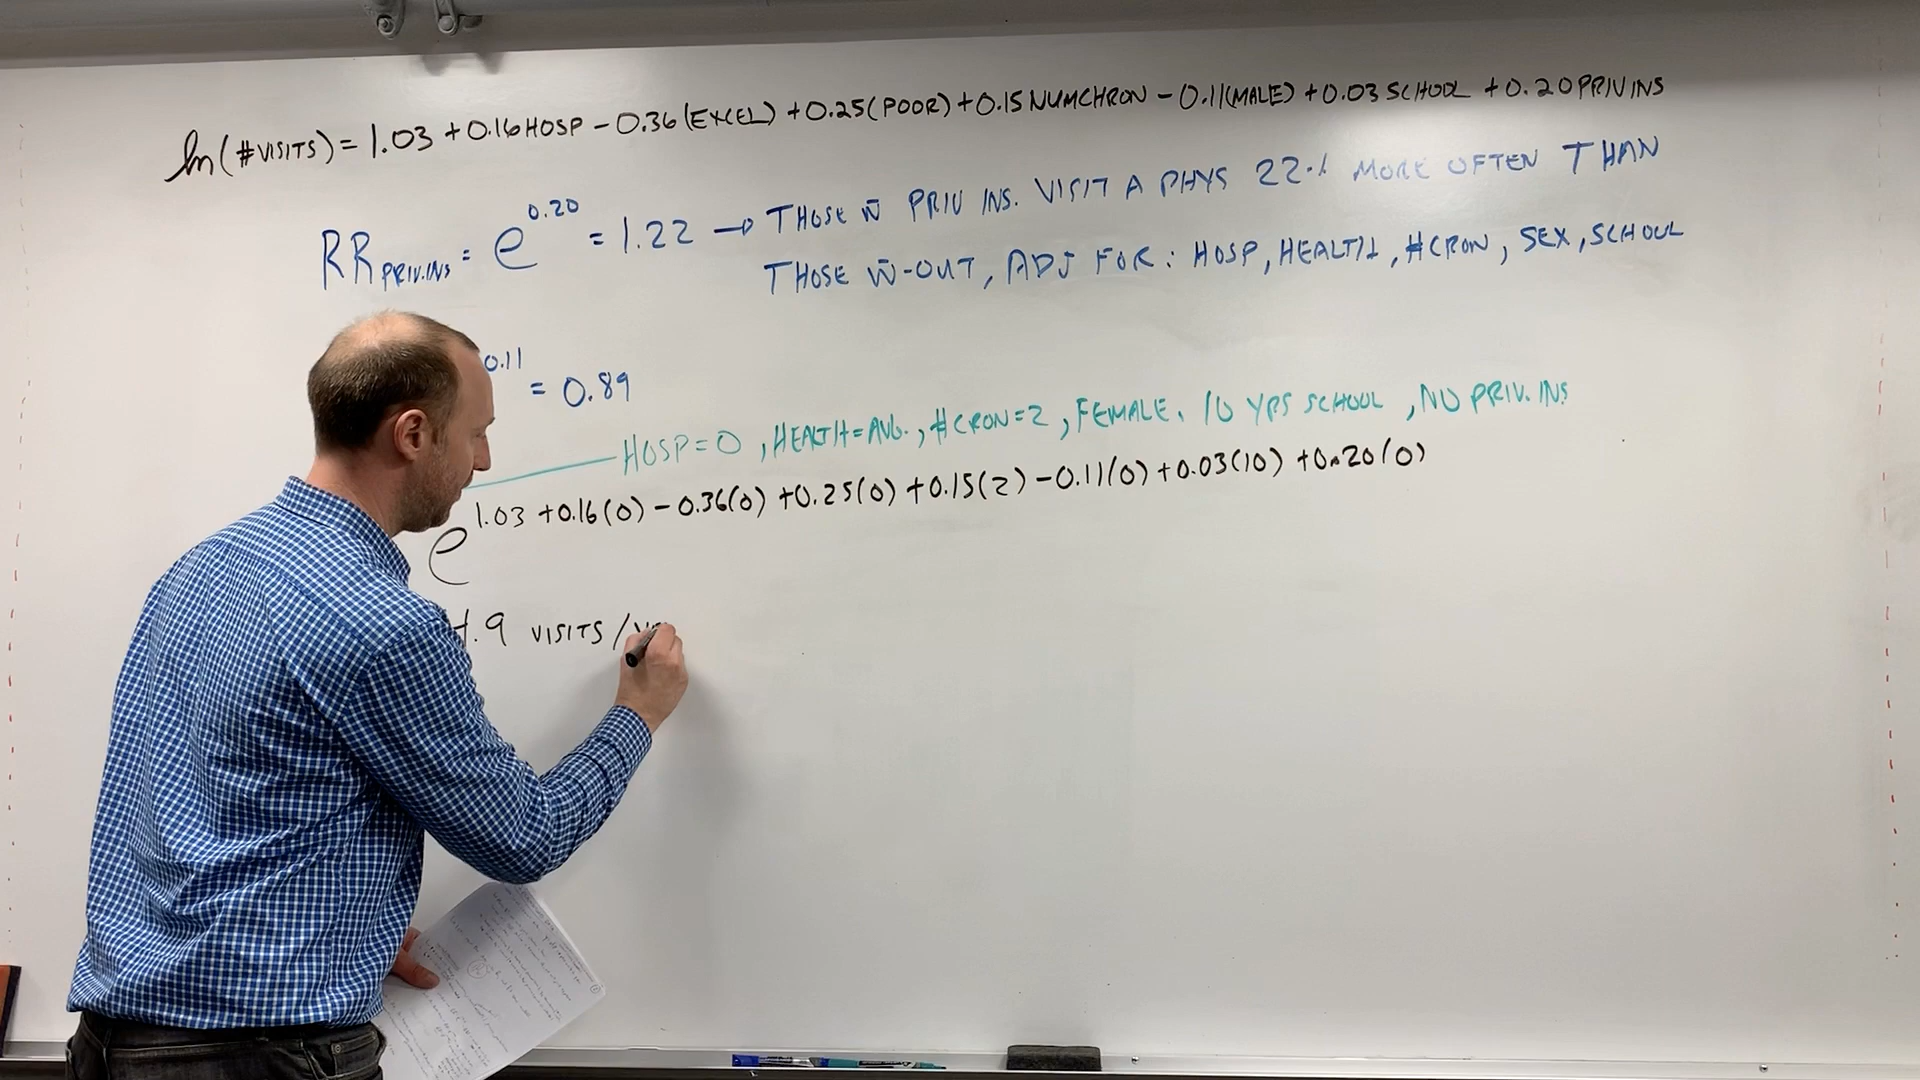 ln(#VISITS) = 1.03 + 0.16 HOSP - 0.36(EXCEL) + 0.25(POOR) + 0.15 NUMCHRON - 0.11(MALE) + 0.03 SCHOOL + 0.20 PRIVINS
RR PRIV.INS = e^0.20 = 1.22 → THOSE W̄ PRIV INS. VISIT A PHYS 22% MORE OFTEN THAN
THOSE W̄-OUT, ADJ FOR: HOSP, HEALTH, #CRON, SEX, SCHOOL
0.11 = 0.89
HOSP=0, HEALTH=AVG., #CRON=2, FEMALE, 10 YRS SCHOOL, NO PRIV. INS
e^1.03 + 0.16(0) - 0.36(0) + 0.25(0) + 0.15(2) - 0.11(0) + 0.03(10) + 0.20(0)
.9 VISITS/